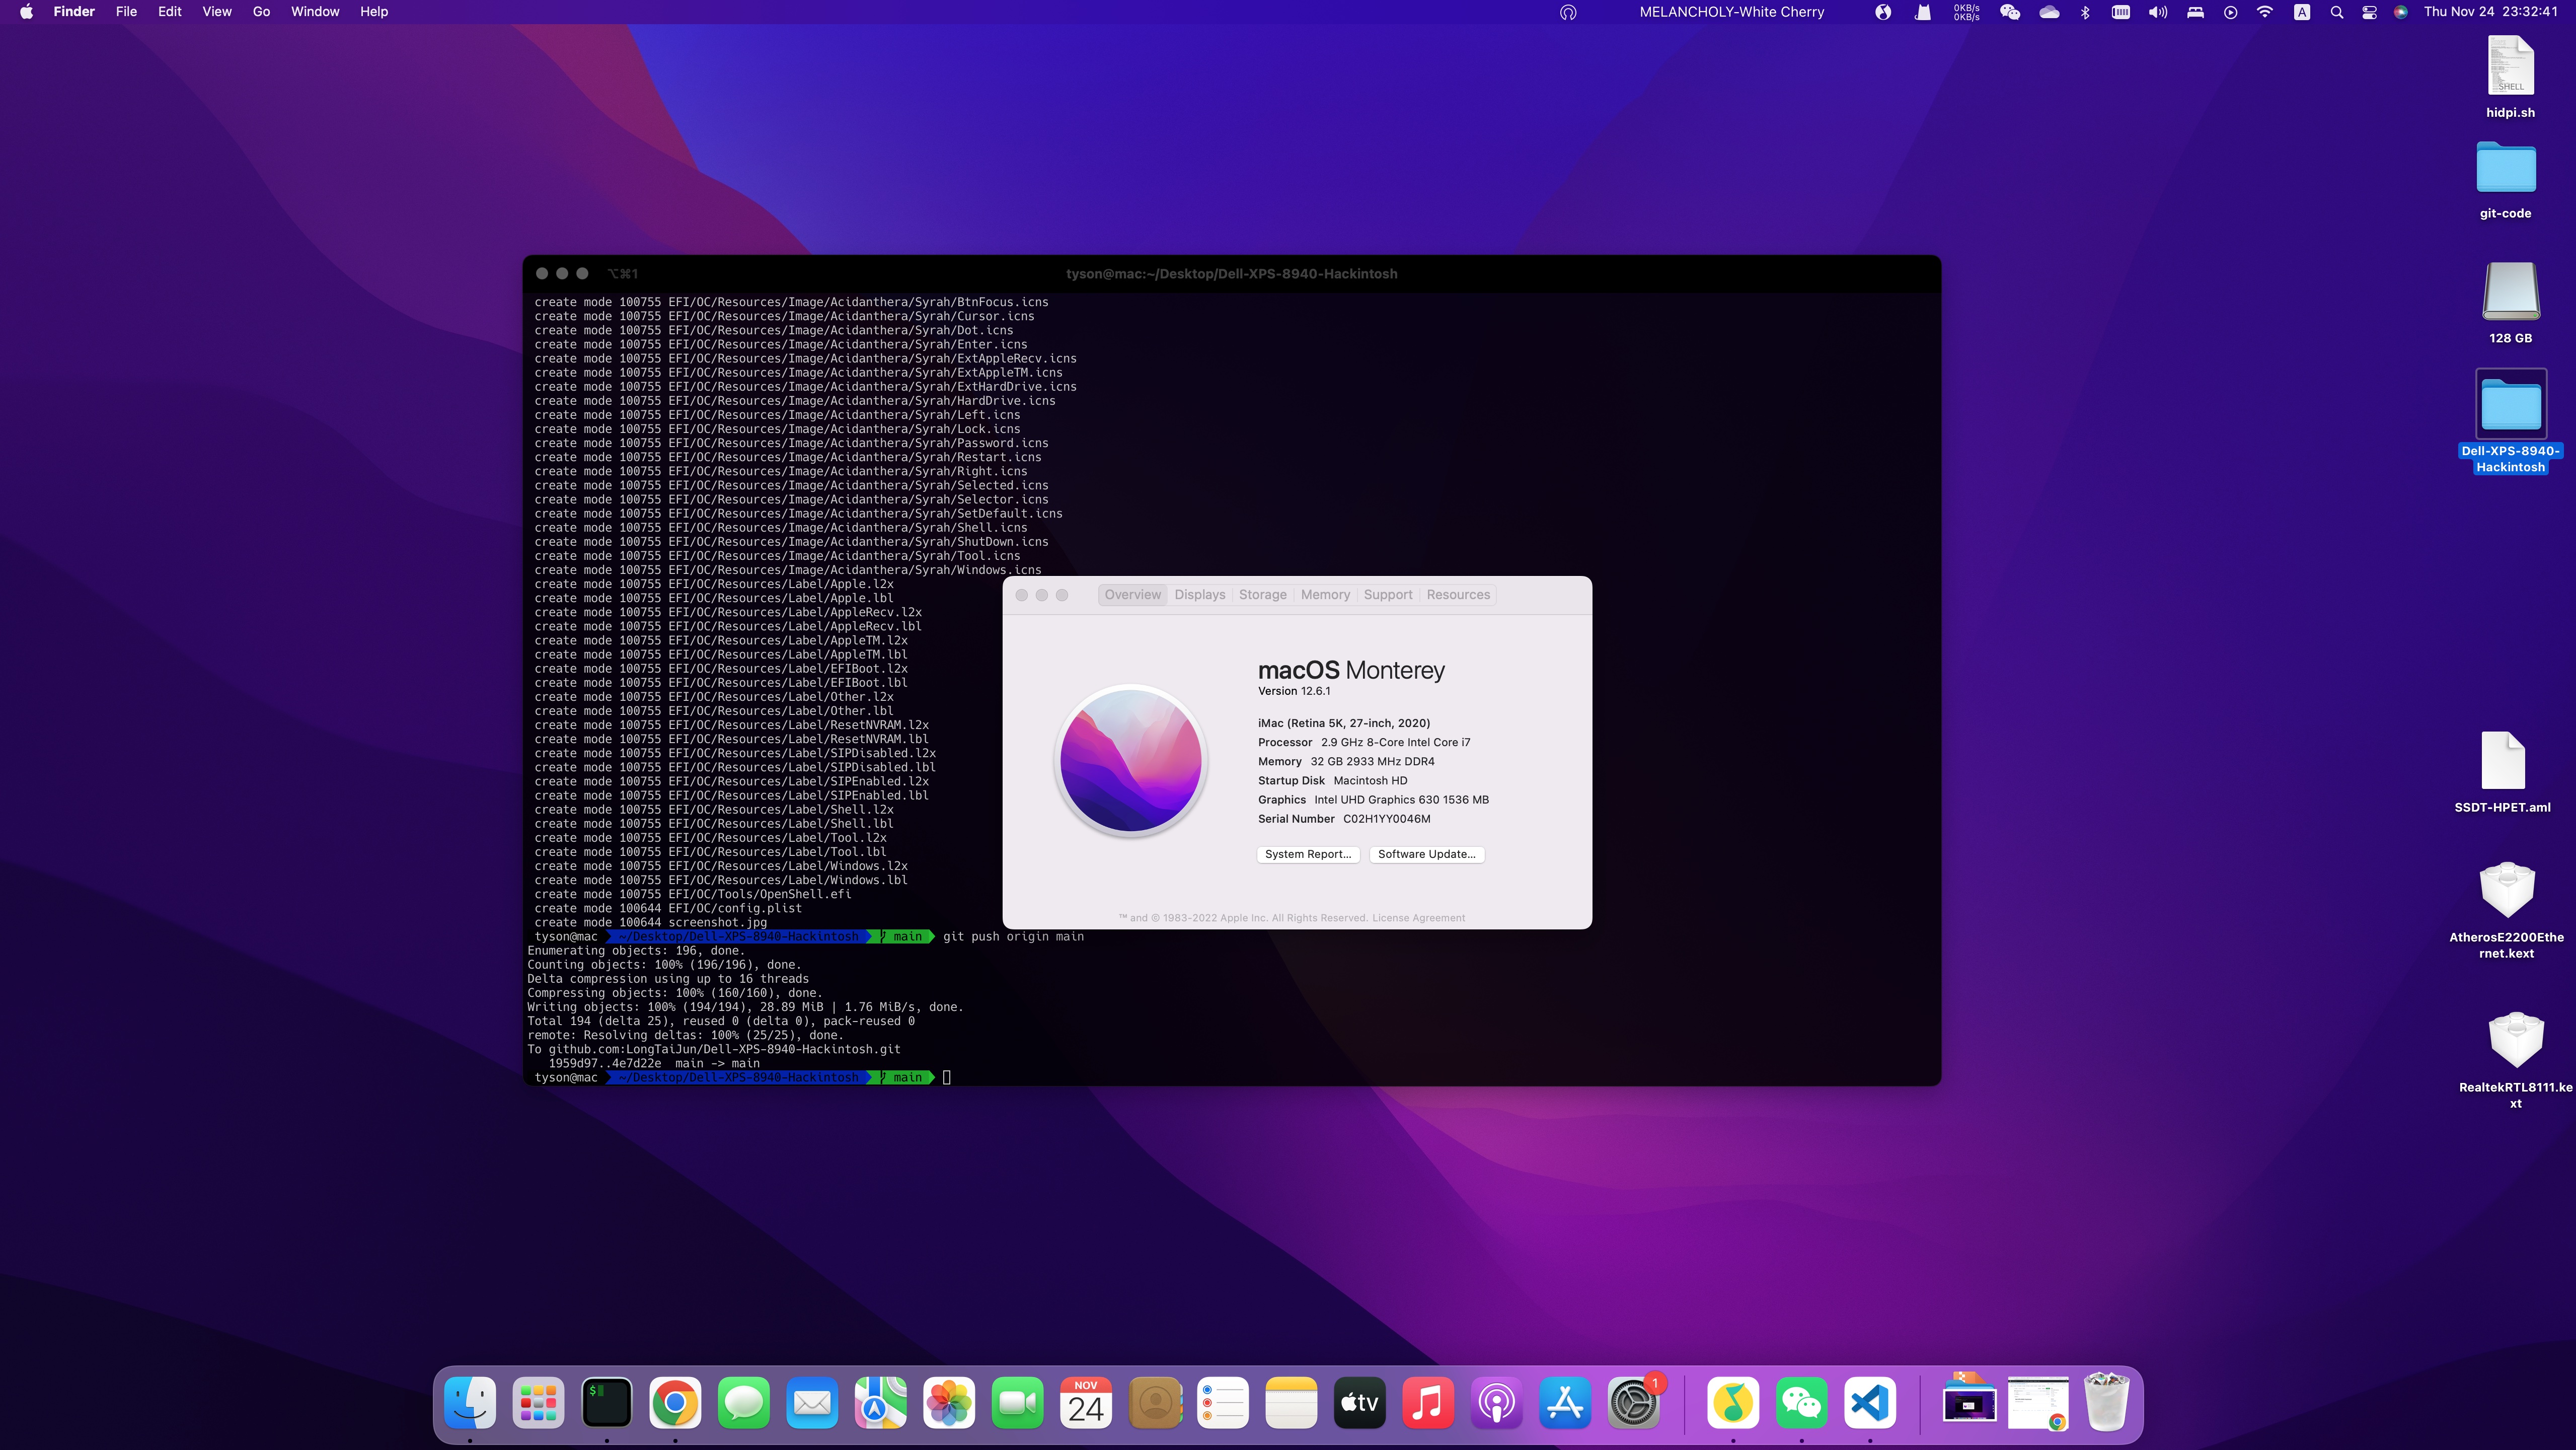 Finder File Edit View Go Window Help
MELANCHOLY-White Cherry
0KB/s
0KB/s
A
Thu Nov 24 23:32:41
SHELL
hidpi.sh
git-code
128 GB
Dell-XPS-8940-
Hackintosh
SSDT-HPET.aml
AtherosE2200Ethe
rnet.kext
RealtekRTL8111.ke
xt
⌥⌘1
tyson@mac:~/Desktop/Dell-XPS-8940-Hackintosh
create mode 100755 EFI/OC/Resources/Image/Acidanthera/Syrah/BtnFocus.icns
create mode 100755 EFI/OC/Resources/Image/Acidanthera/Syrah/Cursor.icns
create mode 100755 EFI/OC/Resources/Image/Acidanthera/Syrah/Dot.icns
create mode 100755 EFI/OC/Resources/Image/Acidanthera/Syrah/Enter.icns
create mode 100755 EFI/OC/Resources/Image/Acidanthera/Syrah/ExtAppleRecv.icns
create mode 100755 EFI/OC/Resources/Image/Acidanthera/Syrah/ExtAppleTM.icns
create mode 100755 EFI/OC/Resources/Image/Acidanthera/Syrah/ExtHardDrive.icns
create mode 100755 EFI/OC/Resources/Image/Acidanthera/Syrah/HardDrive.icns
create mode 100755 EFI/OC/Resources/Image/Acidanthera/Syrah/Left.icns
create mode 100755 EFI/OC/Resources/Image/Acidanthera/Syrah/Lock.icns
create mode 100755 EFI/OC/Resources/Image/Acidanthera/Syrah/Password.icns
create mode 100755 EFI/OC/Resources/Image/Acidanthera/Syrah/Restart.icns
create mode 100755 EFI/OC/Resources/Image/Acidanthera/Syrah/Right.icns
create mode 100755 EFI/OC/Resources/Image/Acidanthera/Syrah/Selected.icns
create mode 100755 EFI/OC/Resources/Image/Acidanthera/Syrah/Selector.icns
create mode 100755 EFI/OC/Resources/Image/Acidanthera/Syrah/SetDefault.icns
create mode 100755 EFI/OC/Resources/Image/Acidanthera/Syrah/Shell.icns
create mode 100755 EFI/OC/Resources/Image/Acidanthera/Syrah/ShutDown.icns
create mode 100755 EFI/OC/Resources/Image/Acidanthera/Syrah/Tool.icns
create mode 100755 EFI/OC/Resources/Image/Acidanthera/Syrah/Windows.icns
create mode 100755 EFI/OC/Resources/Label/Apple.l2x
create mode 100755 EFI/OC/Resources/Label/Apple.lbl
create mode 100755 EFI/OC/Resources/Label/AppleRecv.l2x
create mode 100755 EFI/OC/Resources/Label/AppleRecv.lbl
create mode 100755 EFI/OC/Resources/Label/AppleTM.l2x
create mode 100755 EFI/OC/Resources/Label/AppleTM.lbl
create mode 100755 EFI/OC/Resources/Label/EFIBoot.l2x
create mode 100755 EFI/OC/Resources/Label/EFIBoot.lbl
create mode 100755 EFI/OC/Resources/Label/Other.l2x
create mode 100755 EFI/OC/Resources/Label/Other.lbl
create mode 100755 EFI/OC/Resources/Label/ResetNVRAM.l2x
create mode 100755 EFI/OC/Resources/Label/ResetNVRAM.lbl
create mode 100755 EFI/OC/Resources/Label/SIPDisabled.l2x
create mode 100755 EFI/OC/Resources/Label/SIPDisabled.lbl
create mode 100755 EFI/OC/Resources/Label/SIPEnabled.l2x
create mode 100755 EFI/OC/Resources/Label/SIPEnabled.lbl
create mode 100755 EFI/OC/Resources/Label/Shell.l2x
create mode 100755 EFI/OC/Resources/Label/Shell.lbl
create mode 100755 EFI/OC/Resources/Label/Tool.l2x
create mode 100755 EFI/OC/Resources/Label/Tool.lbl
create mode 100755 EFI/OC/Resources/Label/Windows.l2x
create mode 100755 EFI/OC/Resources/Label/Windows.lbl
create mode 100755 EFI/OC/Tools/OpenShell.efi
create mode 100644 EFI/OC/config.plist
create mode 100644 screenshot.jpg
tyson@mac ~/Desktop/Dell-XPS-8940-Hackintosh main git push origin main
Enumerating objects: 196, done.
Counting objects: 100% (196/196), done.
Delta compression using up to 16 threads
Compressing objects: 100% (160/160), done.
Writing objects: 100% (194/194), 28.89 MiB | 1.76 MiB/s, done.
Total 194 (delta 25), reused 0 (delta 0), pack-reused 0
remote: Resolving deltas: 100% (25/25), done.
To github.com:LongTaiJun/Dell-XPS-8940-Hackintosh.git
1959d97..4e7d22e main -> main
tyson@mac ~/Desktop/Dell-XPS-8940-Hackintosh main
Overview Displays Storage Memory Support Resources
macOS Monterey
Version 12.6.1
iMac (Retina 5K, 27-inch, 2020)
Processor 2.9 GHz 8-Core Intel Core i7
Memory 32 GB 2933 MHz DDR4
Startup Disk Macintosh HD
Graphics Intel UHD Graphics 630 1536 MB
Serial Number C02H1YY0046M
System Report... Software Update...
™ and © 1983-2022 Apple Inc. All Rights Reserved. License Agreement
$
NOV
24
tv
1